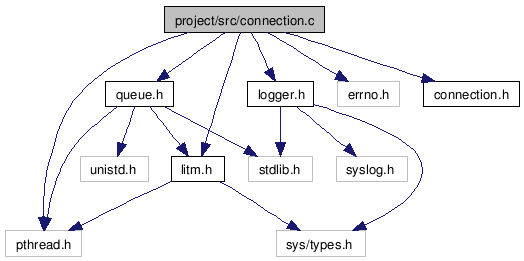 project/src/connection.c
queue.h
logger.h
errno.h
connection.h
unistd.h
litm.h
stdlib.h
syslog.h
pthread.h
sys/types.h